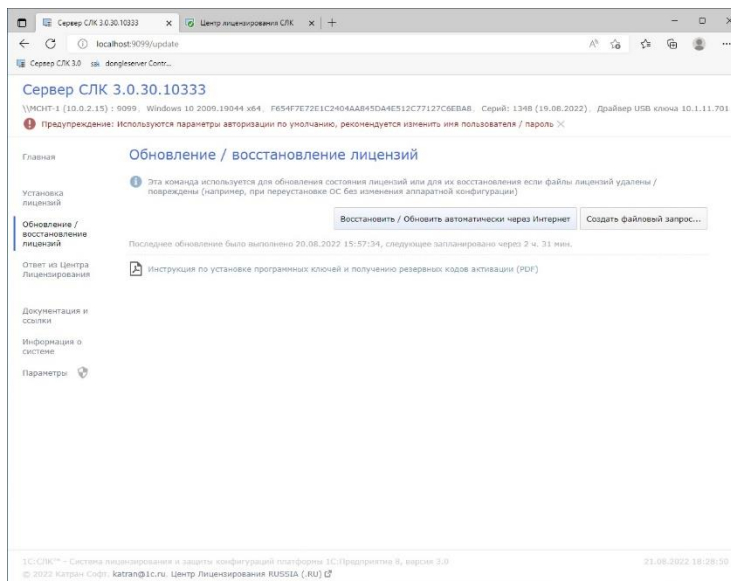 Сервер СЛК 3.0.30.10333
Центр лицензирования СЛК
localhost:9099/update
Сервер СЛК 3.0
dongleserver Contr...
Сервер СЛК 3.0.30.10333
\\MCHT-1 (10.0.2.15) : 9099, Windows 10 2009.19044 x64, F654F7E72E1C2404AA845DA4E512C77127C6EBA8, Серий: 1348 (19.08.2022), Драйвер USB ключа 10.1.11.701
Предупреждение: Используются параметры авторизации по умолчанию, рекомендуется изменить имя пользователя / пароль
Главная
Установка
лицензий
Обновление /
восстановление
лицензий
Ответ из Центра
Лицензирования
Документация и
ссылки
Информация о
системе
Параметры
Обновление / восстановление лицензий
Эта команда используется для обновления состояния лицензий или для их восстановления если файлы лицензий удалены /
повреждены (например, при переустановке ОС без изменения аппаратной конфигурации)
Восстановить / Обновить автоматически через Интернет
Создать файловый запрос...
Последнее обновление было выполнено 20.08.2022 15:57:34, следующее запланировано через 2 ч. 31 мин.
Инструкция по установке программных ключей и получению резервных кодов активации (PDF)
1С:СЛК™ – Система лицензирования и защиты конфигураций платформы 1С:Предприятие 8, версия 3.0
21.08.2022 18:28:50
© 2022 Катран Софт, katran@1c.ru Центр Лицензирования RUSSIA (.RU)